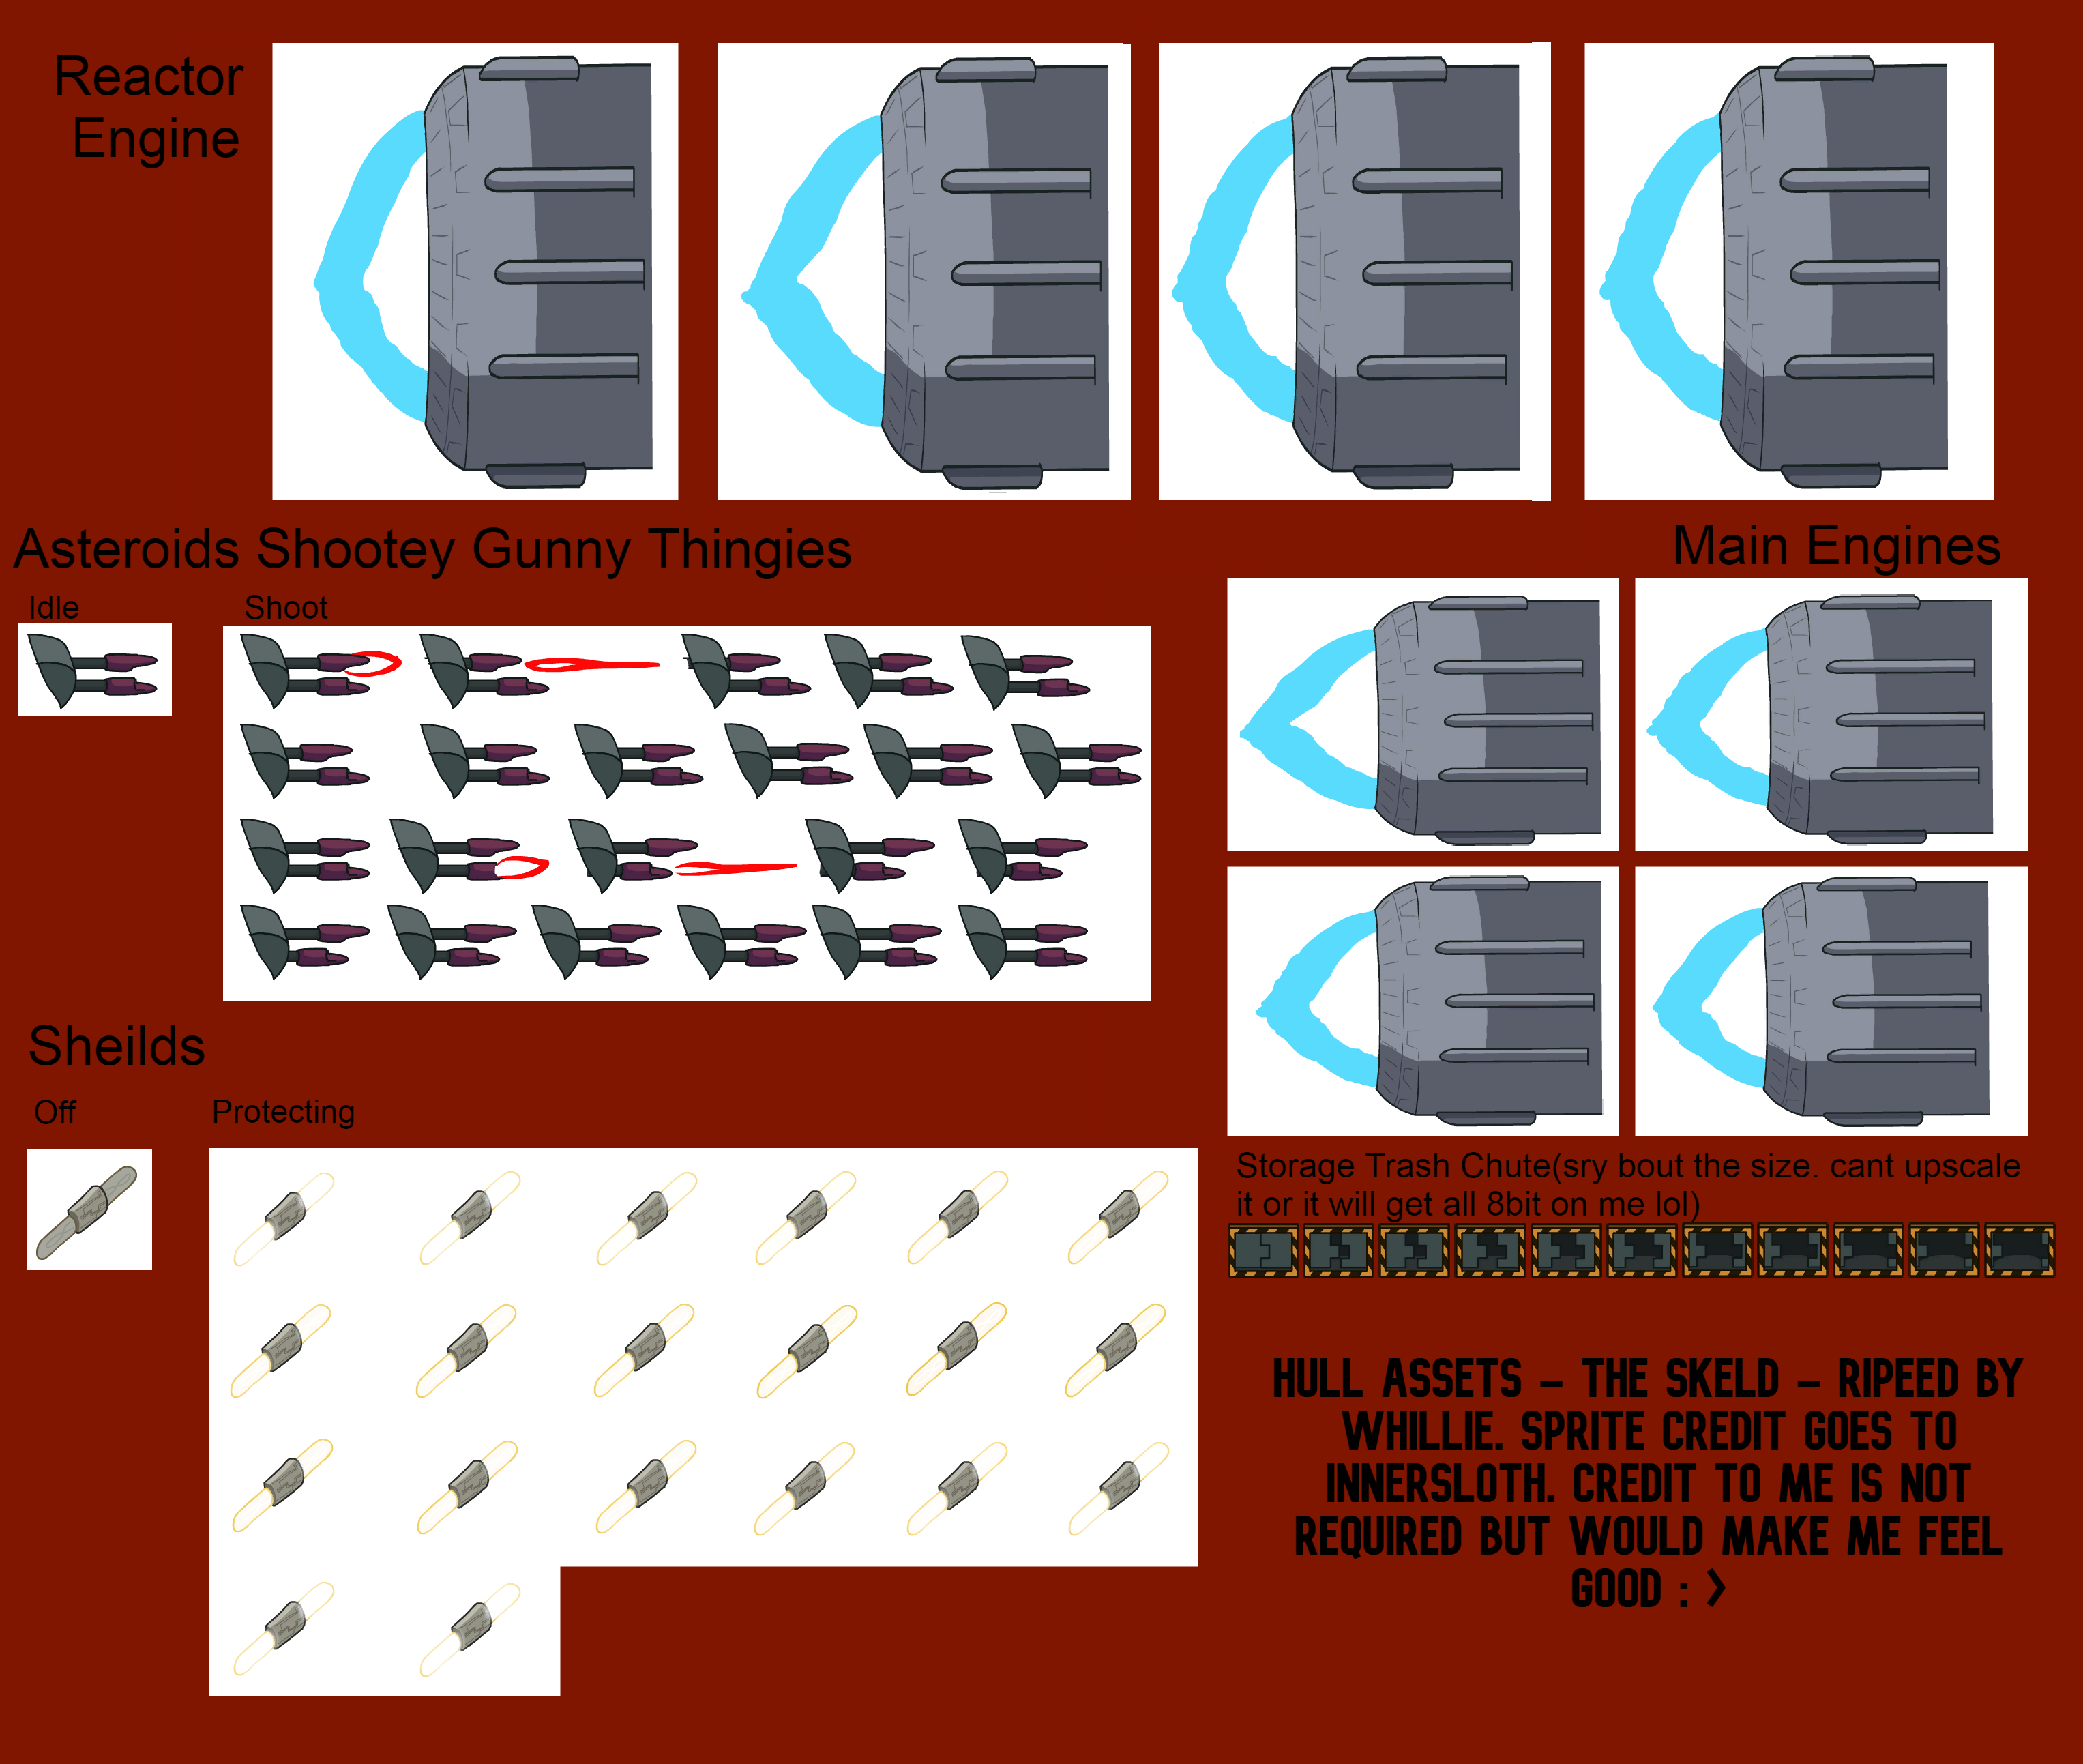 Reactor
Engine
Asteroids Shootey Gunny Thingies
Idle
Shoot
Main Engines
Sheilds
Off
Protecting
Storage Trash Chute(sry bout the size. cant upscale
it or it will get all 8bit on me lol)
HULL ASSETS - THE SKELD - RIPEED BY
WHILLIE. SPRITE CREDIT GOES TO
INNERSLOTH. CREDIT TO ME IS NOT
REQUIRED BUT WOULD MAKE ME FEEL
GOOD : >